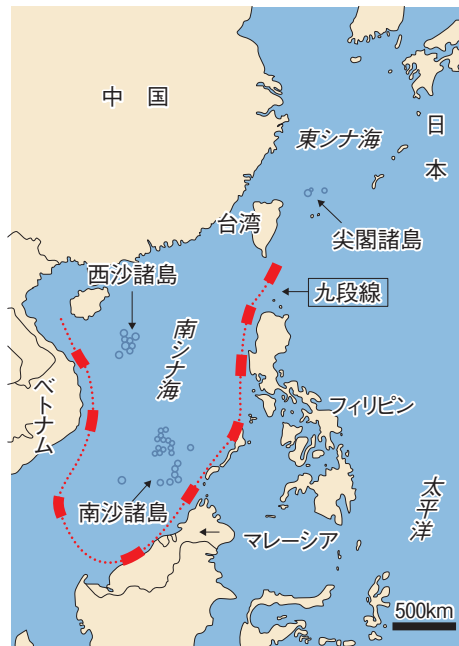 中国
日本
東シナ海
台湾
尖閣諸島
西沙諸島
九段線
南シナ海
ベトナム
フィリピン
南沙諸島
マレーシア
太平洋
500km